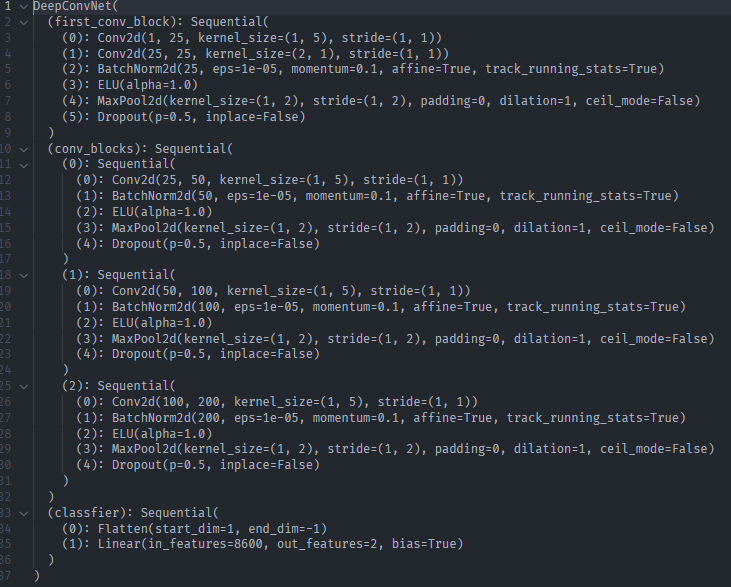 1 DeepConvNet(
2 (first_conv_block): Sequential(
3 (0): Conv2d(1, 25, kernel_size=(1, 5), stride=(1, 1))
4 (1): Conv2d(25, 25, kernel_size=(2, 1), stride=(1, 1))
5 (2): BatchNorm2d(25, eps=1e-05, momentum=0.1, affine=True, track_running_stats=True)
6 (3): ELU(alpha=1.0)
7 (4): MaxPool2d(kernel_size=(1, 2), stride=(1, 2), padding=0, dilation=1, ceil_mode=False)
8 (5): Dropout(p=0.5, inplace=False)
9 )
10 (conv_blocks): Sequential(
11 (0): Sequential(
12 (0): Conv2d(25, 50, kernel_size=(1, 5), stride=(1, 1))
13 (1): BatchNorm2d(50, eps=1e-05, momentum=0.1, affine=True, track_running_stats=True)
14 (2): ELU(alpha=1.0)
15 (3): MaxPool2d(kernel_size=(1, 2), stride=(1, 2), padding=0, dilation=1, ceil_mode=False)
16 (4): Dropout(p=0.5, inplace=False)
17 )
18 (1): Sequential(
19 (0): Conv2d(50, 100, kernel_size=(1, 5), stride=(1, 1))
20 (1): BatchNorm2d(100, eps=1e-05, momentum=0.1, affine=True, track_running_stats=True)
21 (2): ELU(alpha=1.0)
22 (3): MaxPool2d(kernel_size=(1, 2), stride=(1, 2), padding=0, dilation=1, ceil_mode=False)
23 (4): Dropout(p=0.5, inplace=False)
24 )
25 (2): Sequential(
26 (0): Conv2d(100, 200, kernel_size=(1, 5), stride=(1, 1))
27 (1): BatchNorm2d(200, eps=1e-05, momentum=0.1, affine=True, track_running_stats=True)
28 (2): ELU(alpha=1.0)
29 (3): MaxPool2d(kernel_size=(1, 2), stride=(1, 2), padding=0, dilation=1, ceil_mode=False)
30 (4): Dropout(p=0.5, inplace=False)
31 )
32 )
33 (classfier): Sequential(
34 (0): Flatten(start_dim=1, end_dim=-1)
35 (1): Linear(in_features=8600, out_features=2, bias=True)
36 )
37 )